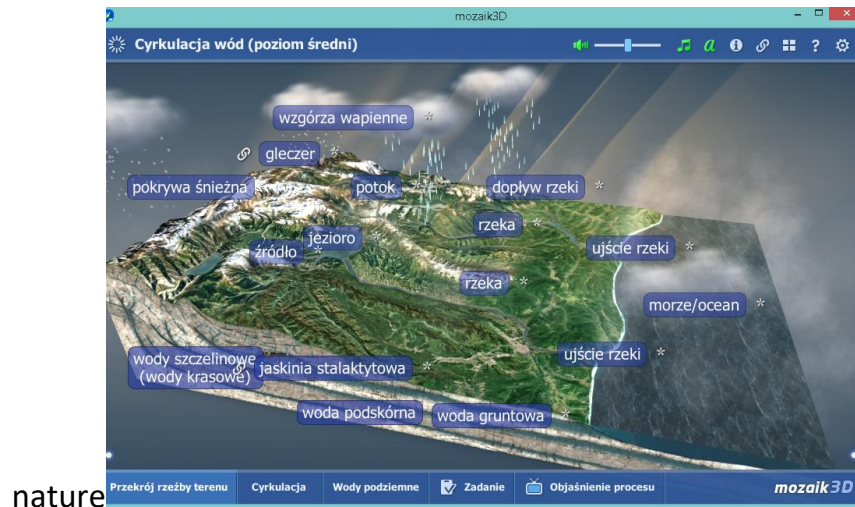 mozaik3D
Cyrkulacja wód (poziom średni)
wzgórza wapienne
gleczer
pokrywa śnieżna
potok
dopływ rzeki
rzeka
jezioro
źródło
ujście rzeki
rzeka
morze/ocean
wody szczelinowe
(wody krasowe)
jaskinia stalaktytowa
ujście rzeki
woda podskórna
woda gruntowa
Przekrój rzeźby terenu
Cyrkulacja
Wody podziemne
Zadanie
Objaśnienie procesu
mozaik3D
nature